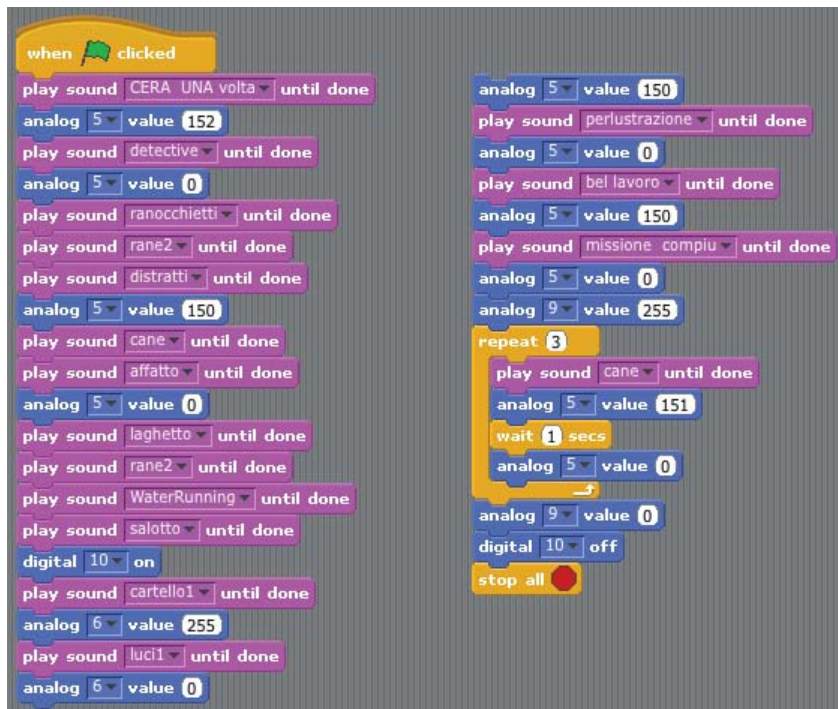 when clicked
play sound CERA UNA volta until done
analog 5 value 152
play sound detective until done
analog 5 value 0
play sound ranocchietti until done
play sound rane2 until done
play sound distratti until done
analog 5 value 150
play sound cane until done
play sound affatto until done
analog 5 value 0
play sound laghetto until done
play sound rane2 until done
play sound WaterRunning until done
play sound salotto until done
digital 10 on
play sound cartello1 until done
analog 6 value 255
play sound luci1 until done
analog 6 value 0
analog 5 value 150
play sound perlustrazione until done
analog 5 value 0
play sound bel lavoro until done
analog 5 value 150
play sound missione compiu until done
analog 5 value 0
analog 9 value 255
repeat 3
play sound cane until done
analog 5 value 151
wait 1 secs
analog 5 value 0
analog 9 value 0
digital 10 off
stop all